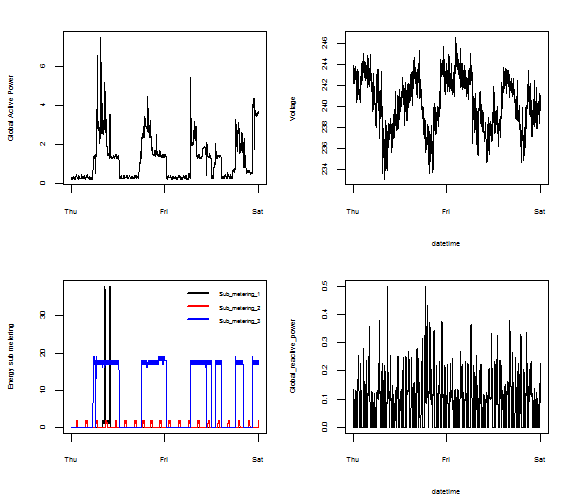 Global Active Power
0
2
4
6
Thu
Fri
Sat
Voltage
234
236
238
240
242
244
246
Thu
Fri
Sat
datetime
Energy sub metering
0
10
20
30
Sub_metering_1
Sub_metering_2
Sub_metering_3
Thu
Fri
Sat
Global_reactive_power
0.0
0.1
0.2
0.3
0.4
0.5
Thu
Fri
Sat
datetime